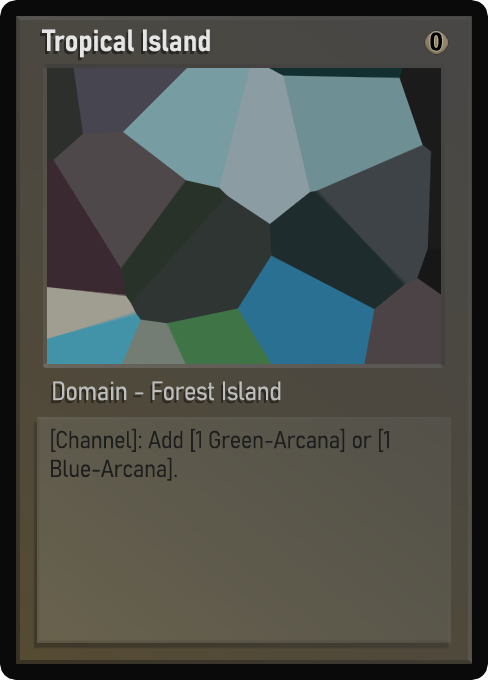 Tropical Island
0
Domain - Forest Island
[Channel]: Add [1 Green-Arcana] or [1
Blue-Arcana].